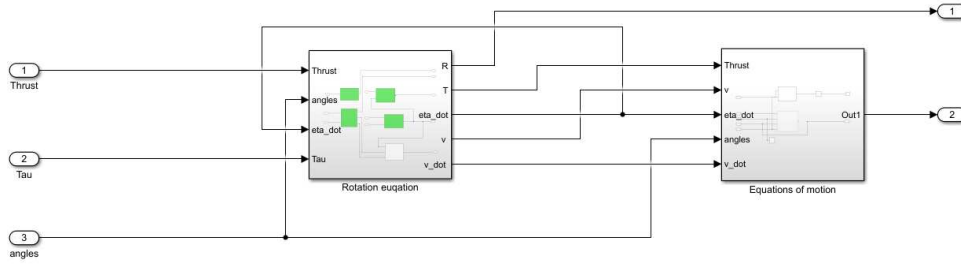 1
1
Thrust
Thrust
angles
eta_dot
2
Tau
Tau
R
T
eta_dot
v
v_dot
Rotation euqation
Thrust
v
eta_dot
angles
v_dot
Out1
2
Equations of motion
3
angles